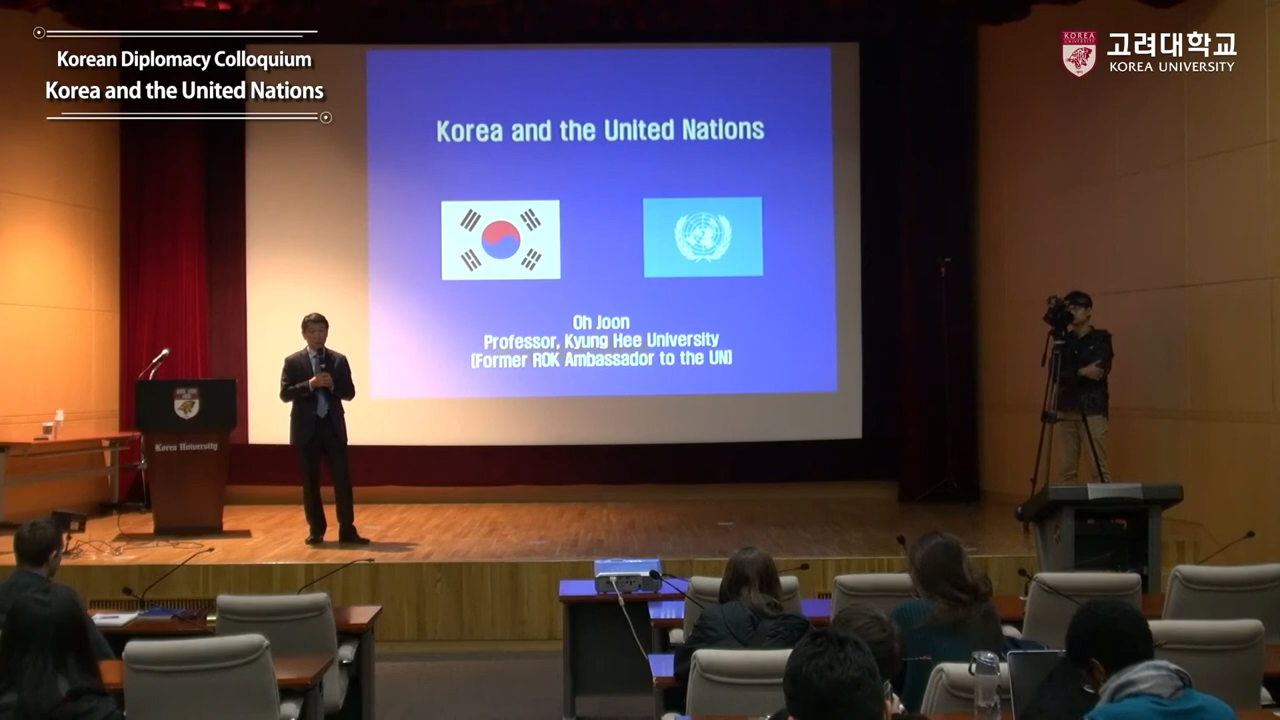 Korean Diplomacy Colloquium
Korea and the United Nations
KOREA
고려대학교
KOREA UNIVERSITY
Korea and the United Nations
Oh Joon
Professor, Kyung Hee University
(Former ROK Ambassador to the UN)
Korea University